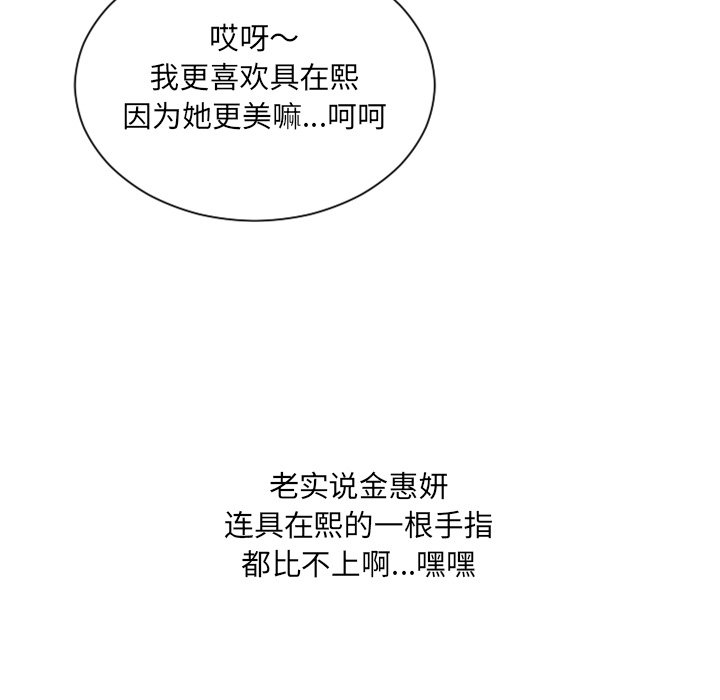 哎呀～
我更喜欢具在熙
因为她更美嘛...呵呵
老实说金惠妍
连具在熙的一根手指
都比不上啊...嘿嘿